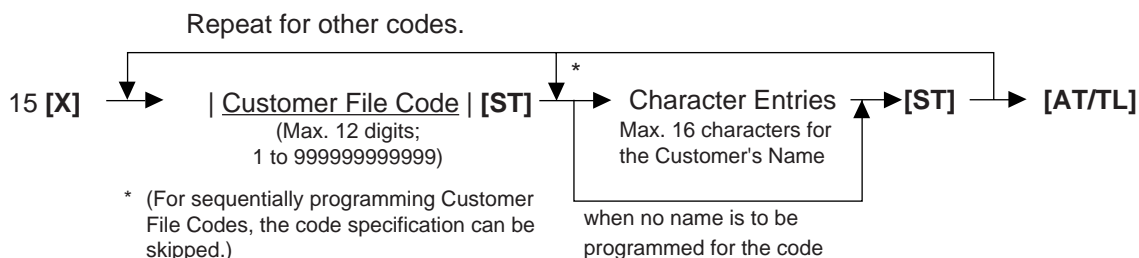 Repeat for other codes.
*
15 [X] | Customer File Code | [ST] Character Entries [ST] [AT/TL]
(Max. 12 digits;
1 to 999999999999)
Max. 16 characters for
the Customer's Name
* (For sequentially programming Customer
File Codes, the code specification can be
skipped.)
when no name is to be
programmed for the code